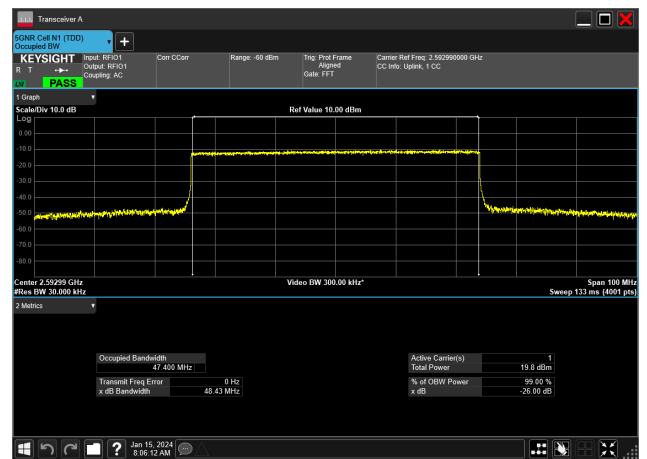 Transceiver A
5GNR Cell N1 (TDD)
Occupied BW
KEYSIGHT
R T
PASS
Input: RFIO1
Output: RFIO1
Coupling: AC
Corr CCorr
Range: -60 dBm
Trig: Prot Frame
Aligned
Gate: FFT
Carrier Ref Freq: 2.592990000 GHz
CC Info: Uplink, 1 CC
1 Graph
Scale/Div 10.0 dB
Ref Value 10.00 dBm
Log
0.00
-10.0
-20.0
-30.0
-40.0
-50.0
-60.0
-70.0
-80.0
Center 2.59299 GHz
Video BW 300.00 kHz*
Span 100 MHz
#Res BW 30.000 kHz
Sweep 133 ms (4001 pts)
2 Metrics
Occupied Bandwidth
47.400 MHz
Transmit Freq Error 0 Hz
x dB Bandwidth 48.43 MHz
Active Carrier(s) 1
Total Power 19.8 dBm
% of OBW Power 99.00 %
x dB -26.00 dB
Jan 15, 2024
8:06:12 AM